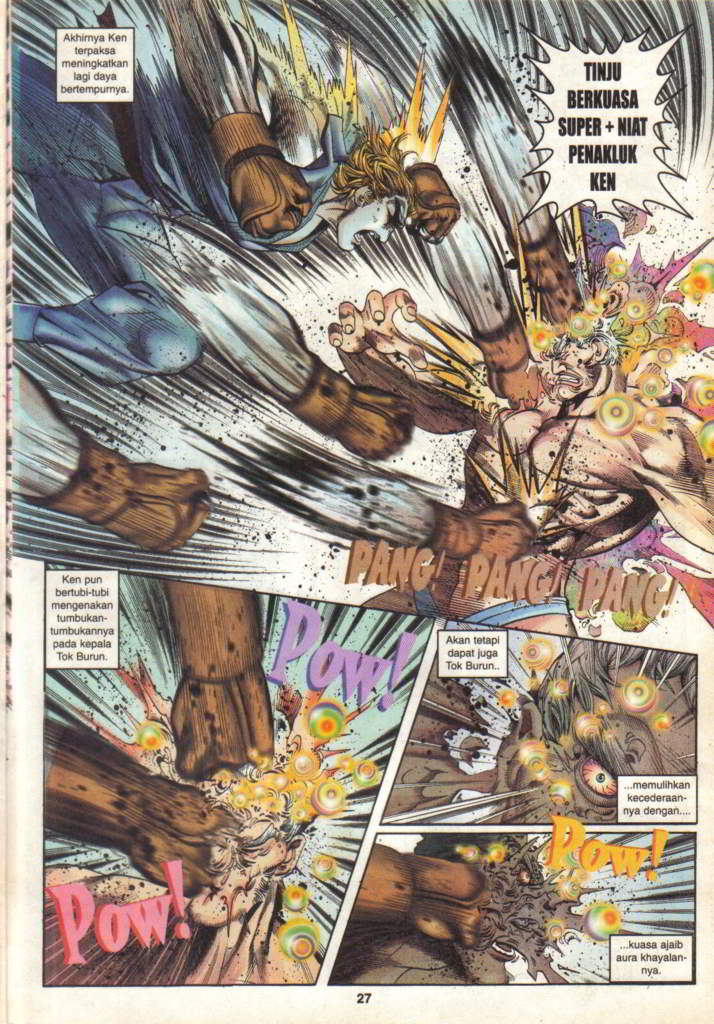 Akhirnya Ken
terpaksa
meningkatkan
lagi daya
bertempurnya.
TINJU
BERKUASA
SUPER + NIAT
PENAKLUK
KEN
PANG! PANG! PANG!
Ken pun
bertubi-tubi
mengenakan
tumbukan-
tumbukannya
pada kepala
Tok Burun.
POW!
POW!
Akan tetapi
dapat juga
Tok Burun..
...memulihkan
kecederaan-
nya dengan....
POW!
...kuasa ajaib
aura khayalan-
nya.
27